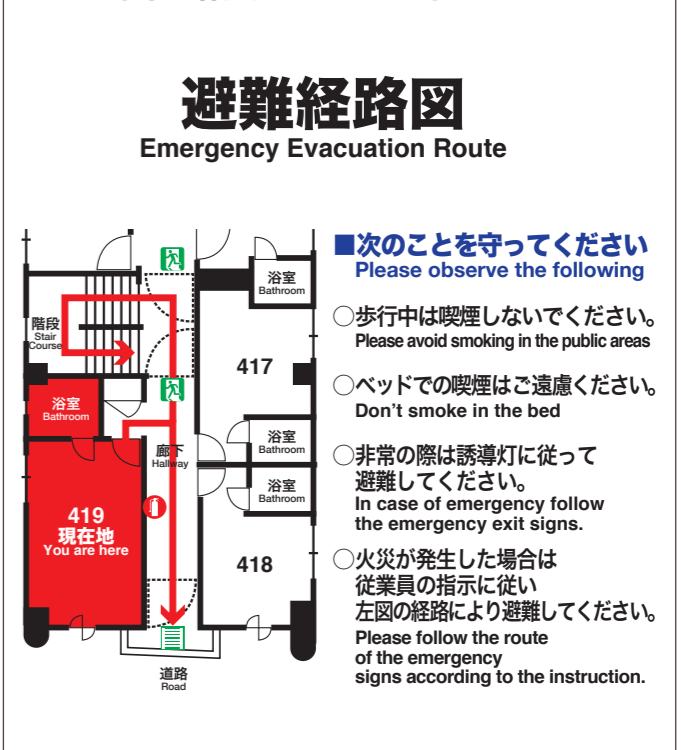 避難経路図
Emergency Evacuation Route
■次のことを守ってください
Please observe the following
○歩行中は喫煙しないでください。
Please avoid smoking in the public areas
○ベッドでの喫煙はご遠慮ください。
Don't smoke in the bed
○非常の際は誘導灯に従って
避難してください。
In case of emergency follow
the emergency exit signs.
○火災が発生した場合は
従業員の指示に従い
左図の経路により避難してください。
Please follow the route
of the emergency
signs according to the instruction.
浴室
Bathroom
階段
Stair
Course
417
浴室
Bathroom
廊下
Hallway
浴室
Bathroom
浴室
Bathroom
419
現在地
You are here
418
道路
Road